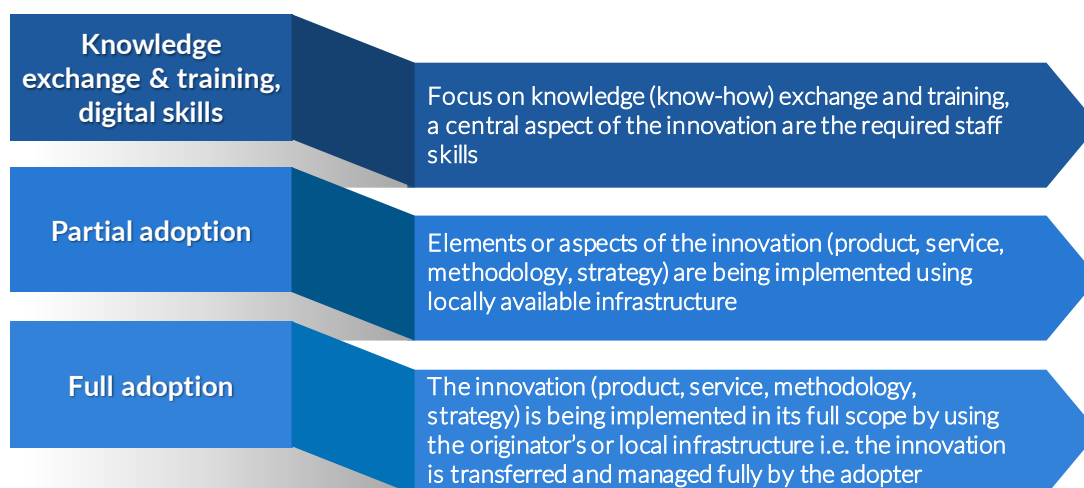 Knowledge
exchange & training,
digital skills
Focus on knowledge (know-how) exchange and training,
a central aspect of the innovation are the required staff
skills
Partial adoption
Elements or aspects of the innovation (product, service,
methodology, strategy) are being implemented using
locally available infrastructure
Full adoption
The innovation (product, service, methodology,
strategy) is being implemented in its full scope by using
the originator’s or local infrastructure i.e. the innovation
is transferred and managed fully by the adopter